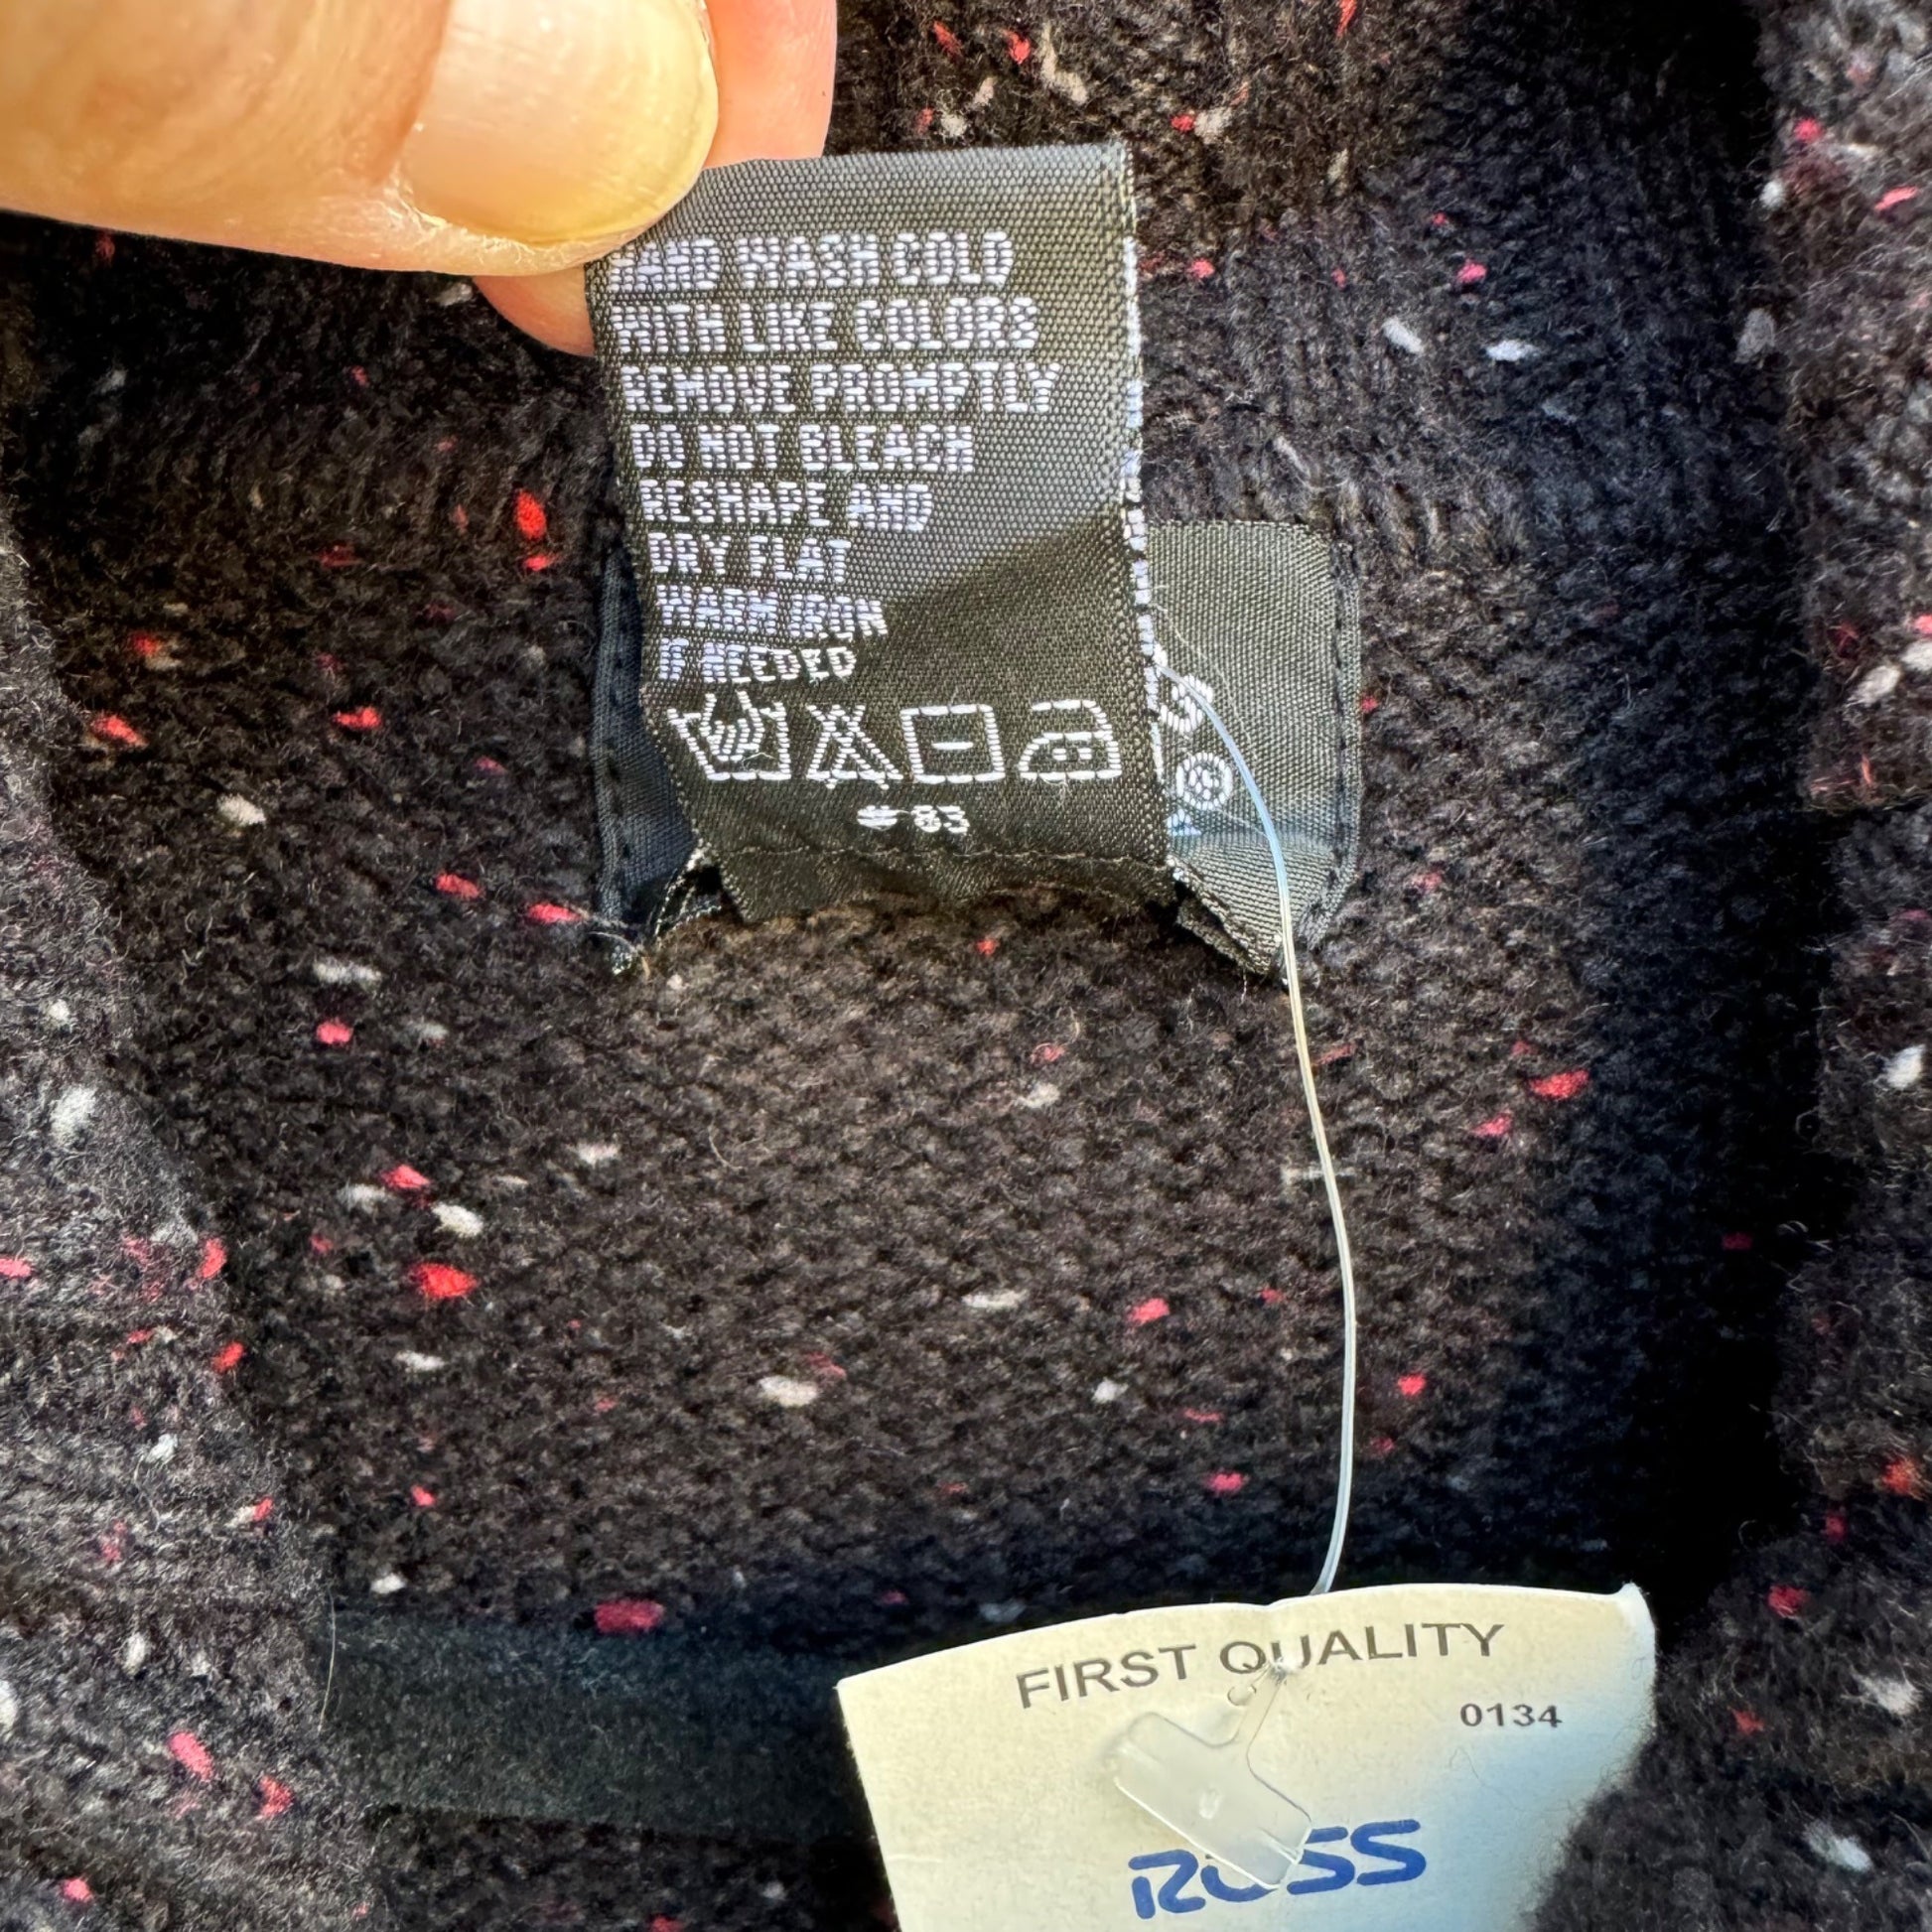 HAND WASH COLD
WITH LIKE COLORS
REMOVE PROMPTLY
DO NOT BLEACH
RESHAPE AND
DRY FLAT
WARM IRON
IF NEEDED
# 83
FIRST QUALITY
0134
ROSS